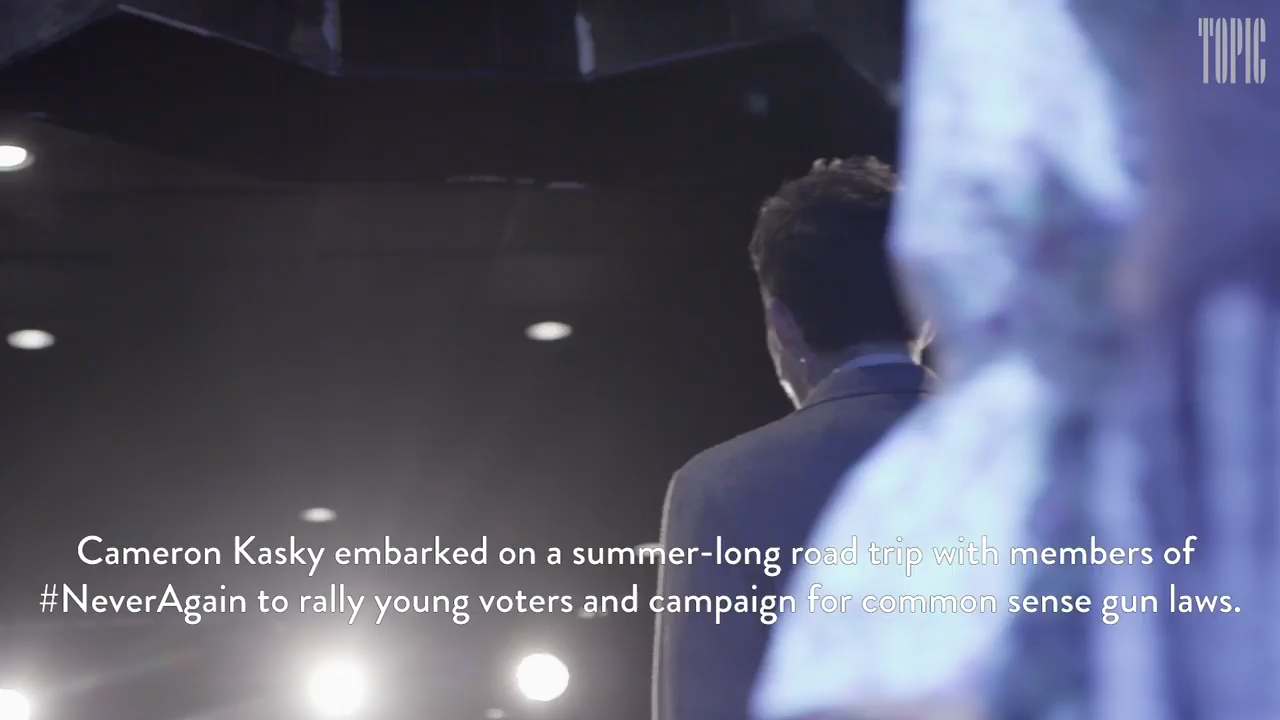 TOPIC
Cameron Kasky embarked on a summer-long road trip with members of
#NeverAgain to rally young voters and campaign for common sense gun laws.